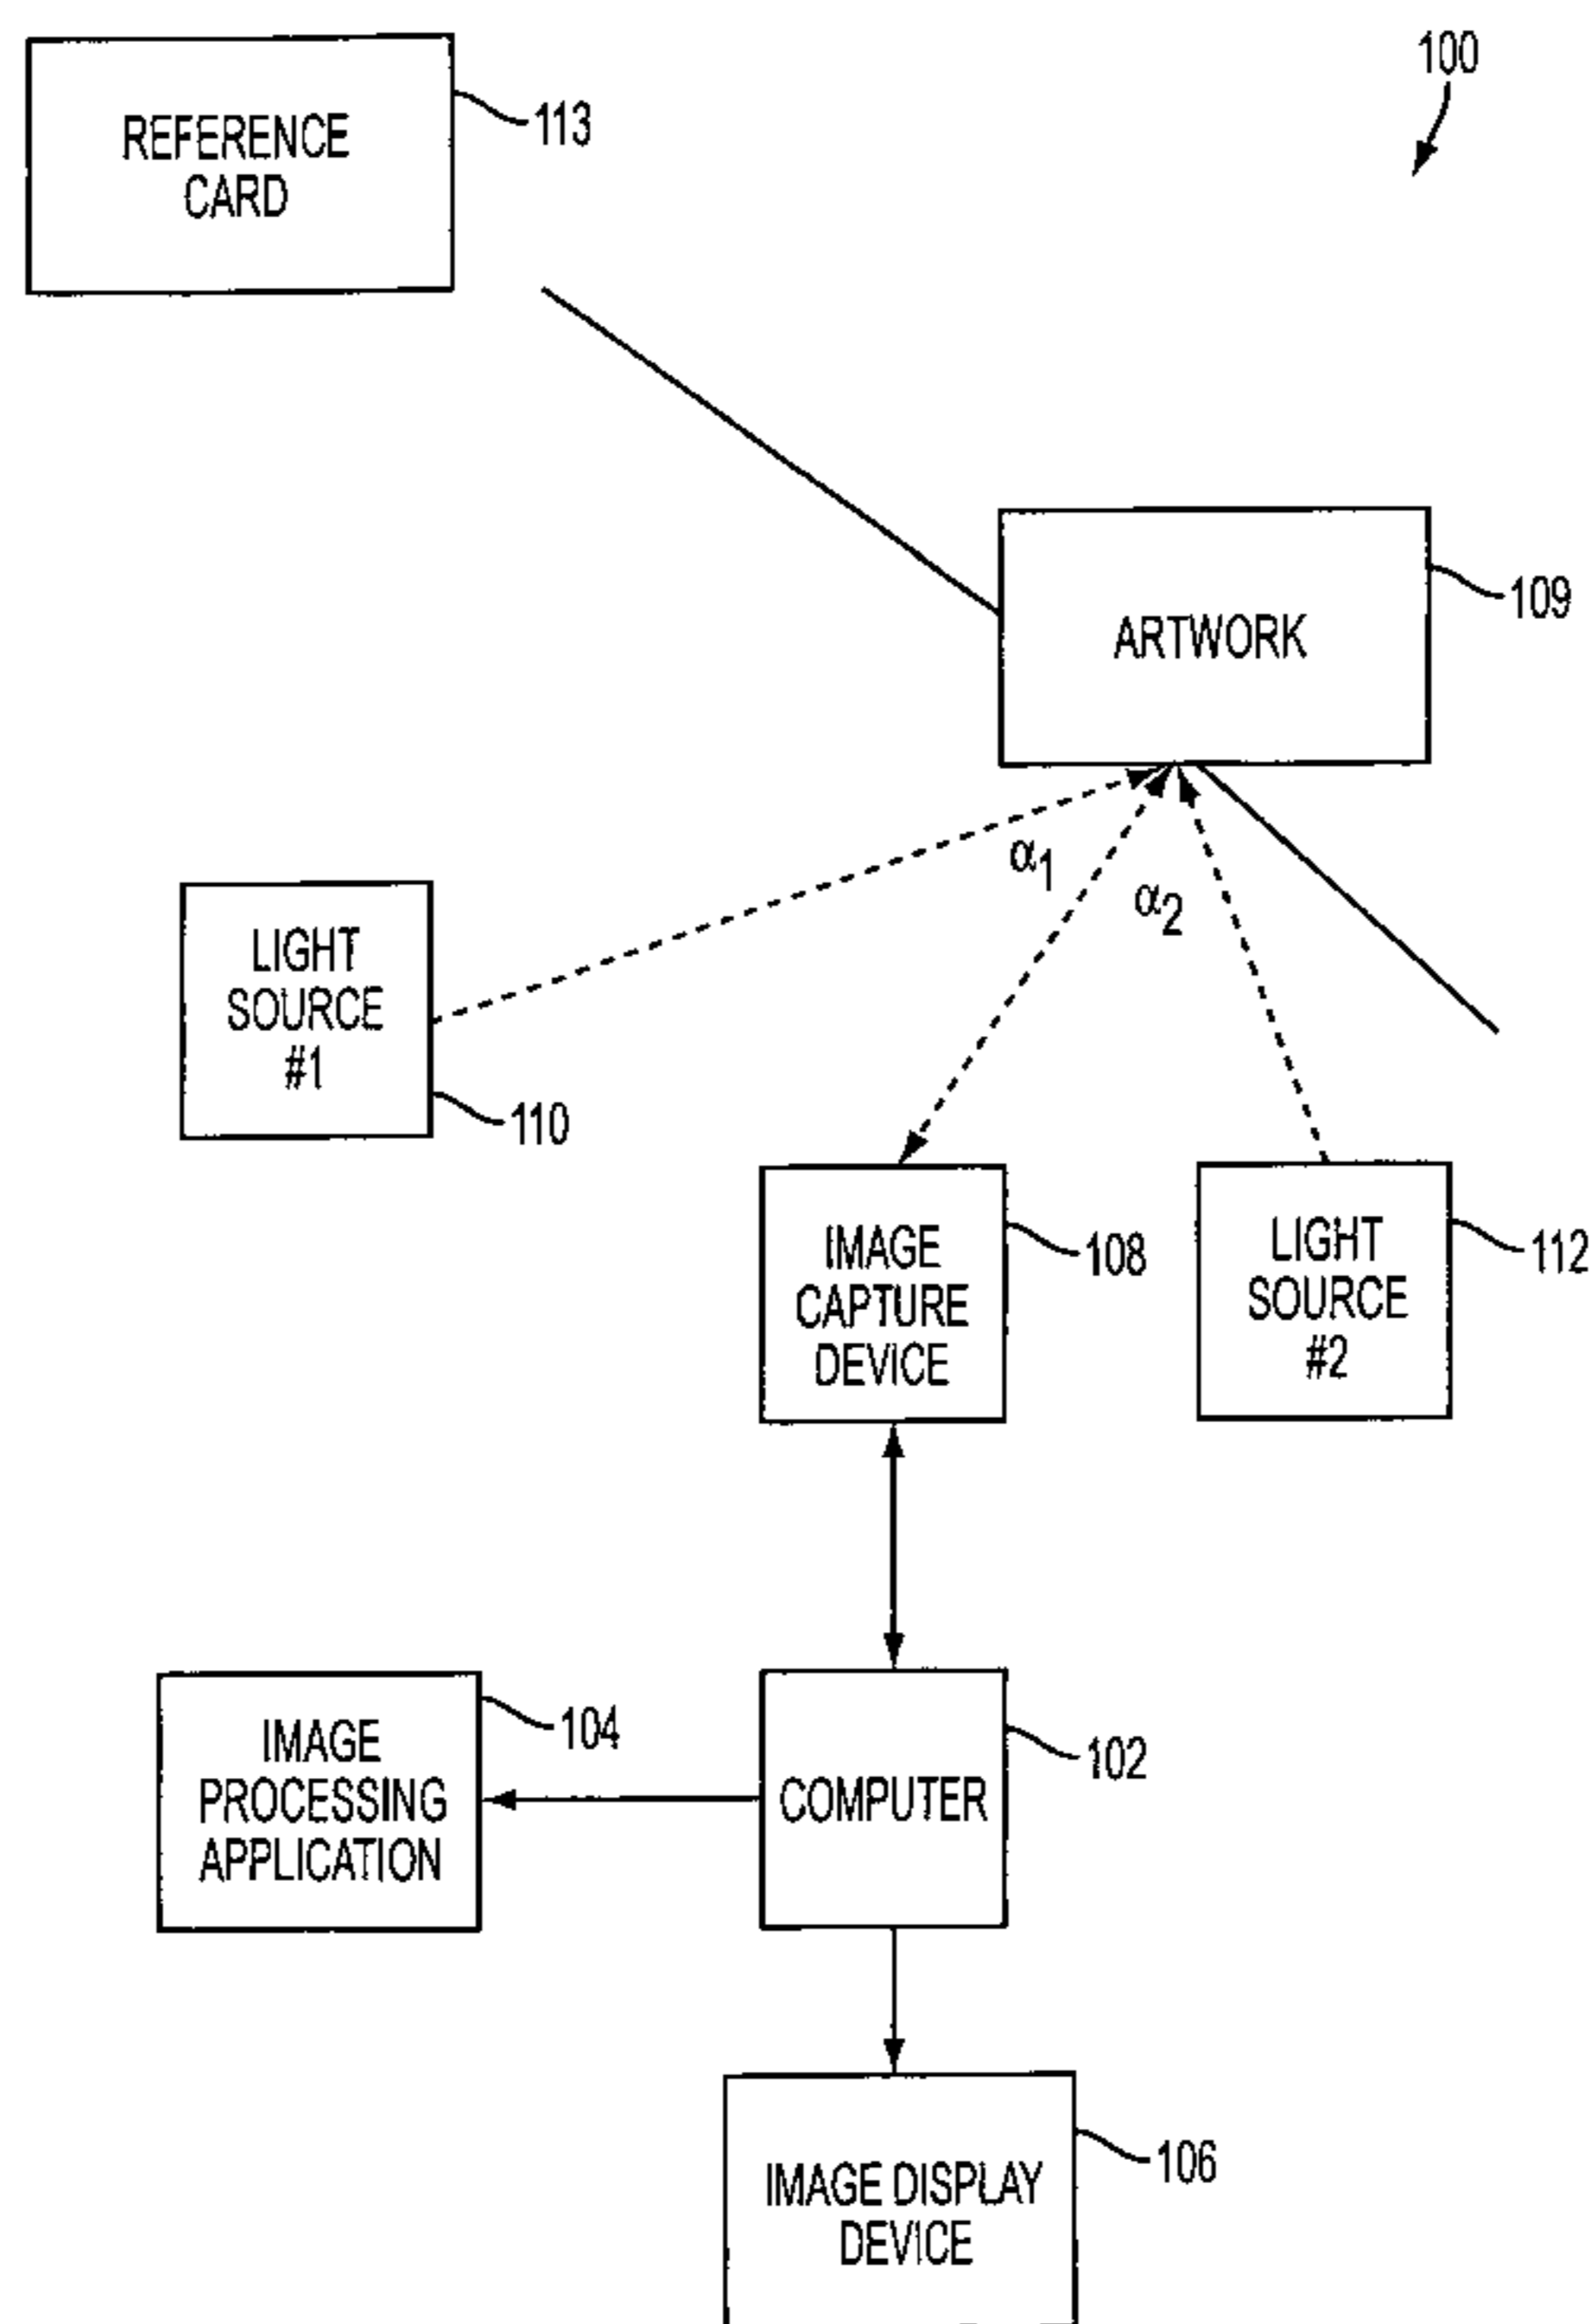 100
REFERENCE
CARD
113
ARTWORK
109
α1
α2
LIGHT
SOURCE
#1
110
IMAGE
CAPTURE
DEVICE
108
LIGHT
SOURCE
#2
112
IMAGE
PROCESSING
APPLICATION
104
COMPUTER
102
IMAGE DISPLAY
DEVICE
106